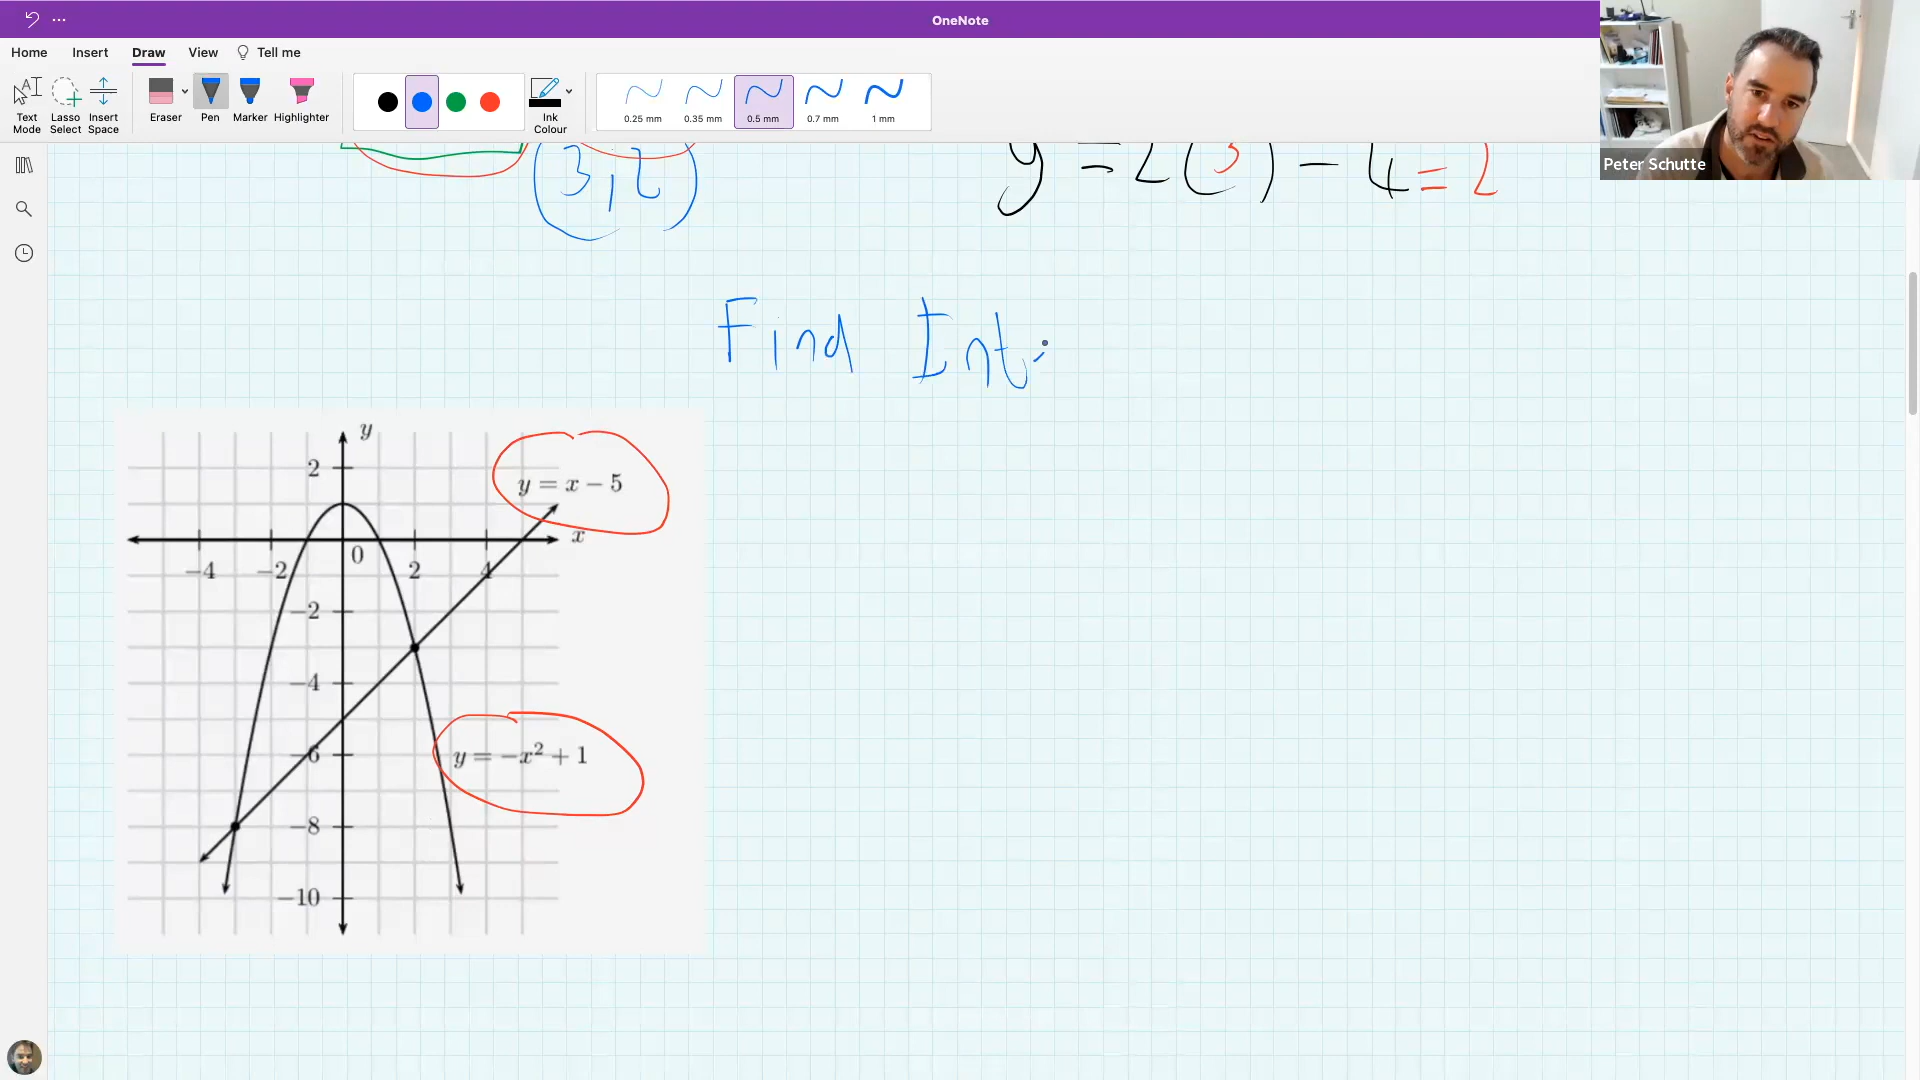 OneNote
Home Insert Draw View Tell me
Text Mode
Lasso Select
Insert Space
Eraser
Pen
Marker
Highlighter
Ink Colour
0.25 mm
0.35 mm
0.5 mm
0.7 mm
1 mm
Peter Schutte
(3, 2)
y = 2(3) - 4 = 2
Find Int
y
2
y = x − 5
x
0
−4 −2 2 4
−2
−4
−6
y = −x² + 1
−8
−10